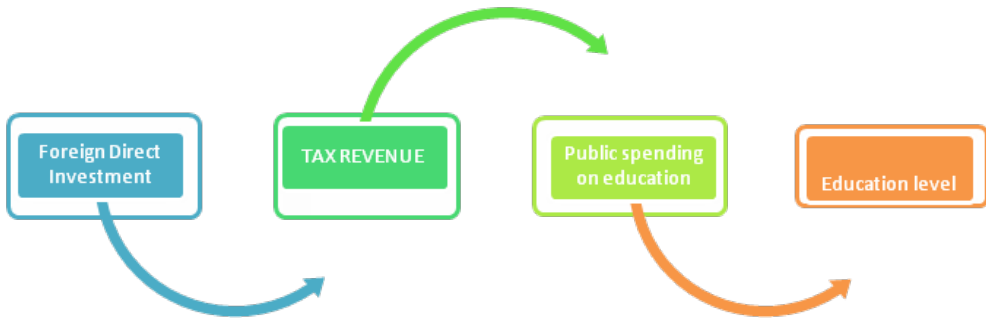 Foreign Direct
Investment
TAX REVENUE
Public spending
on education
Education level